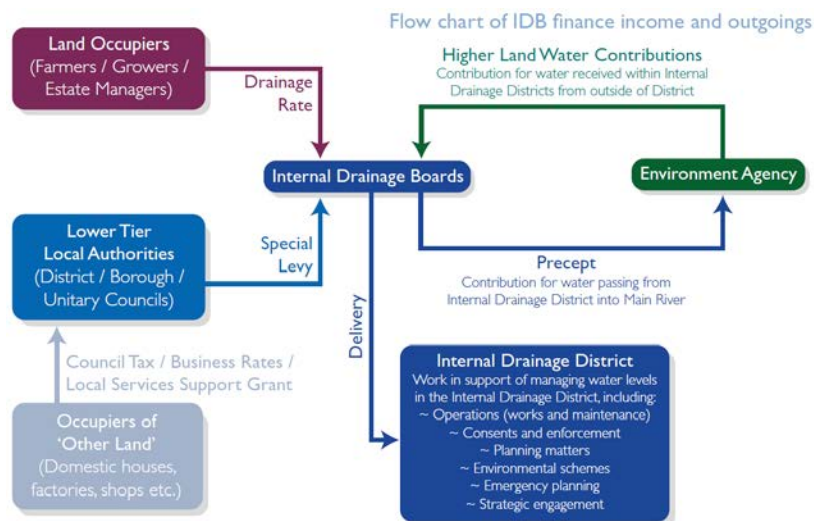 Flow chart of IDB finance income and outgoings
Land Occupiers
(Farmers / Growers /
Estate Managers)
Drainage
Rate
Higher Land Water Contributions
Contribution for water received within Internal
Drainage Districts from outside of District
Internal Drainage Boards
Environment Agency
Lower Tier
Local Authorities
(District / Borough /
Unitary Councils)
Special
Levy
Precept
Contribution for water passing from
Internal Drainage District into Main River
Delivery
Council Tax / Business Rates /
Local Services Support Grant
Occupiers of
‘Other Land’
(Domestic houses,
factories, shops etc.)
Internal Drainage District
Work in support of managing water levels
in the Internal Drainage District, including:
~ Operations (works and maintenance)
~ Consents and enforcement
~ Planning matters
~ Environmental schemes
~ Emergency planning
~ Strategic engagement